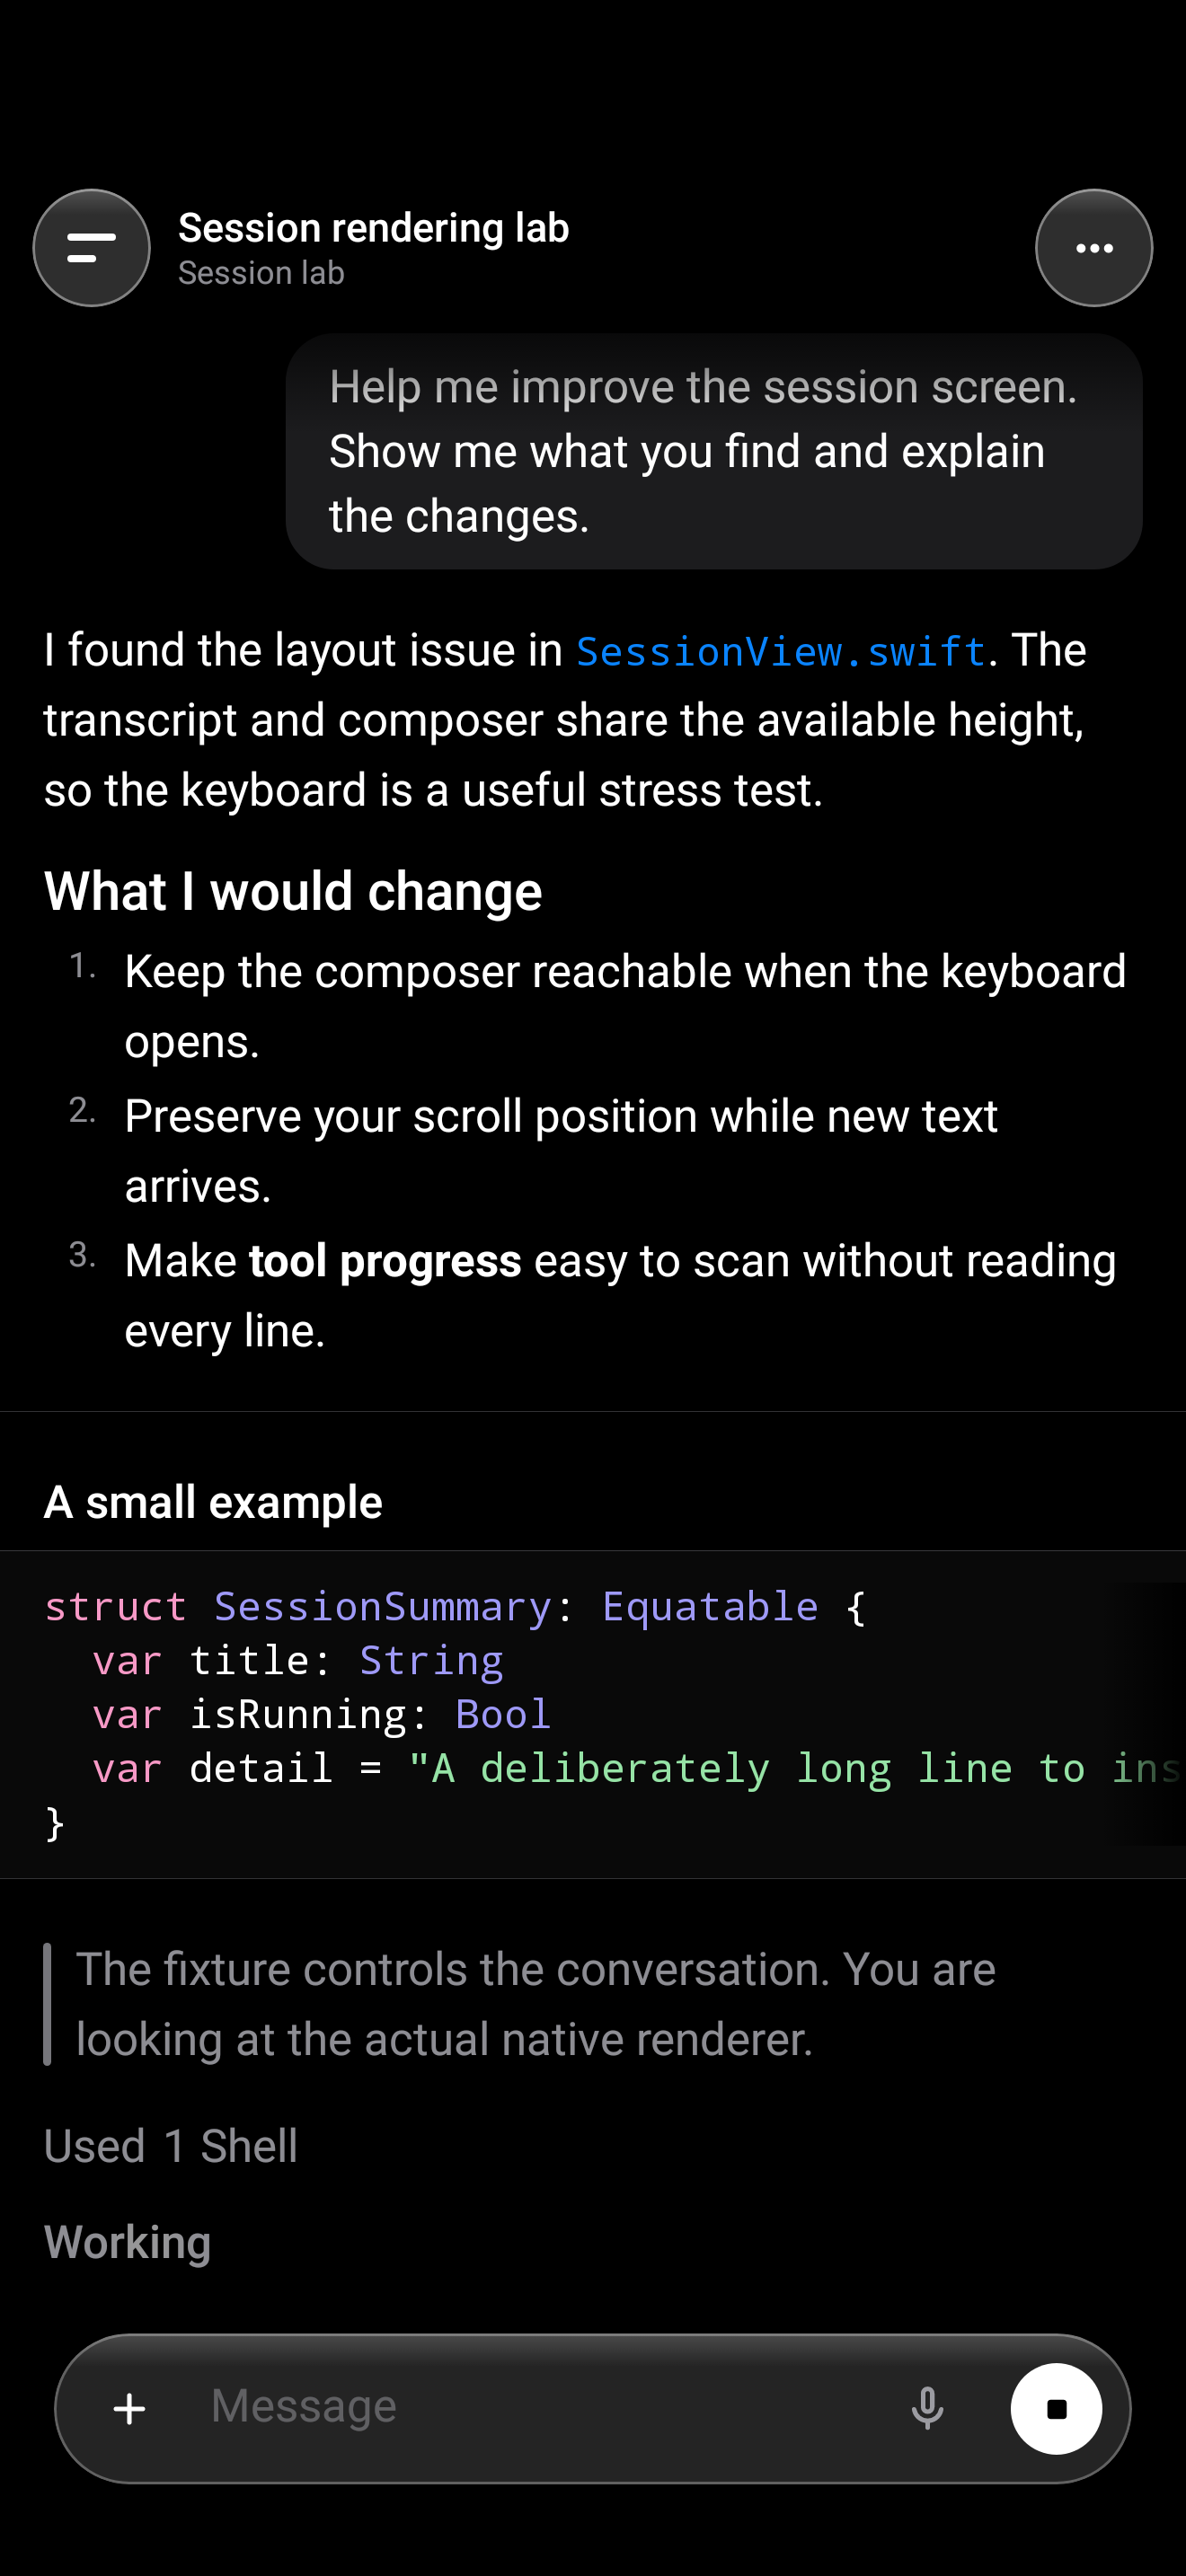 Session rendering lab
Session lab
Help me improve the session screen.
Show me what you find and explain
the changes.
I found the layout issue in SessionView.swift. The
transcript and composer share the available height,
so the keyboard is a useful stress test.
What I would change
1. Keep the composer reachable when the keyboard
opens.
2. Preserve your scroll position while new text
arrives.
3. Make tool progress easy to scan without reading
every line.
A small example
struct SessionSummary: Equatable {
  var title: String
  var isRunning: Bool
  var detail = "A deliberately long line to ins
}
The fixture controls the conversation. You are
looking at the actual native renderer.
Used 1 Shell
Working
Message